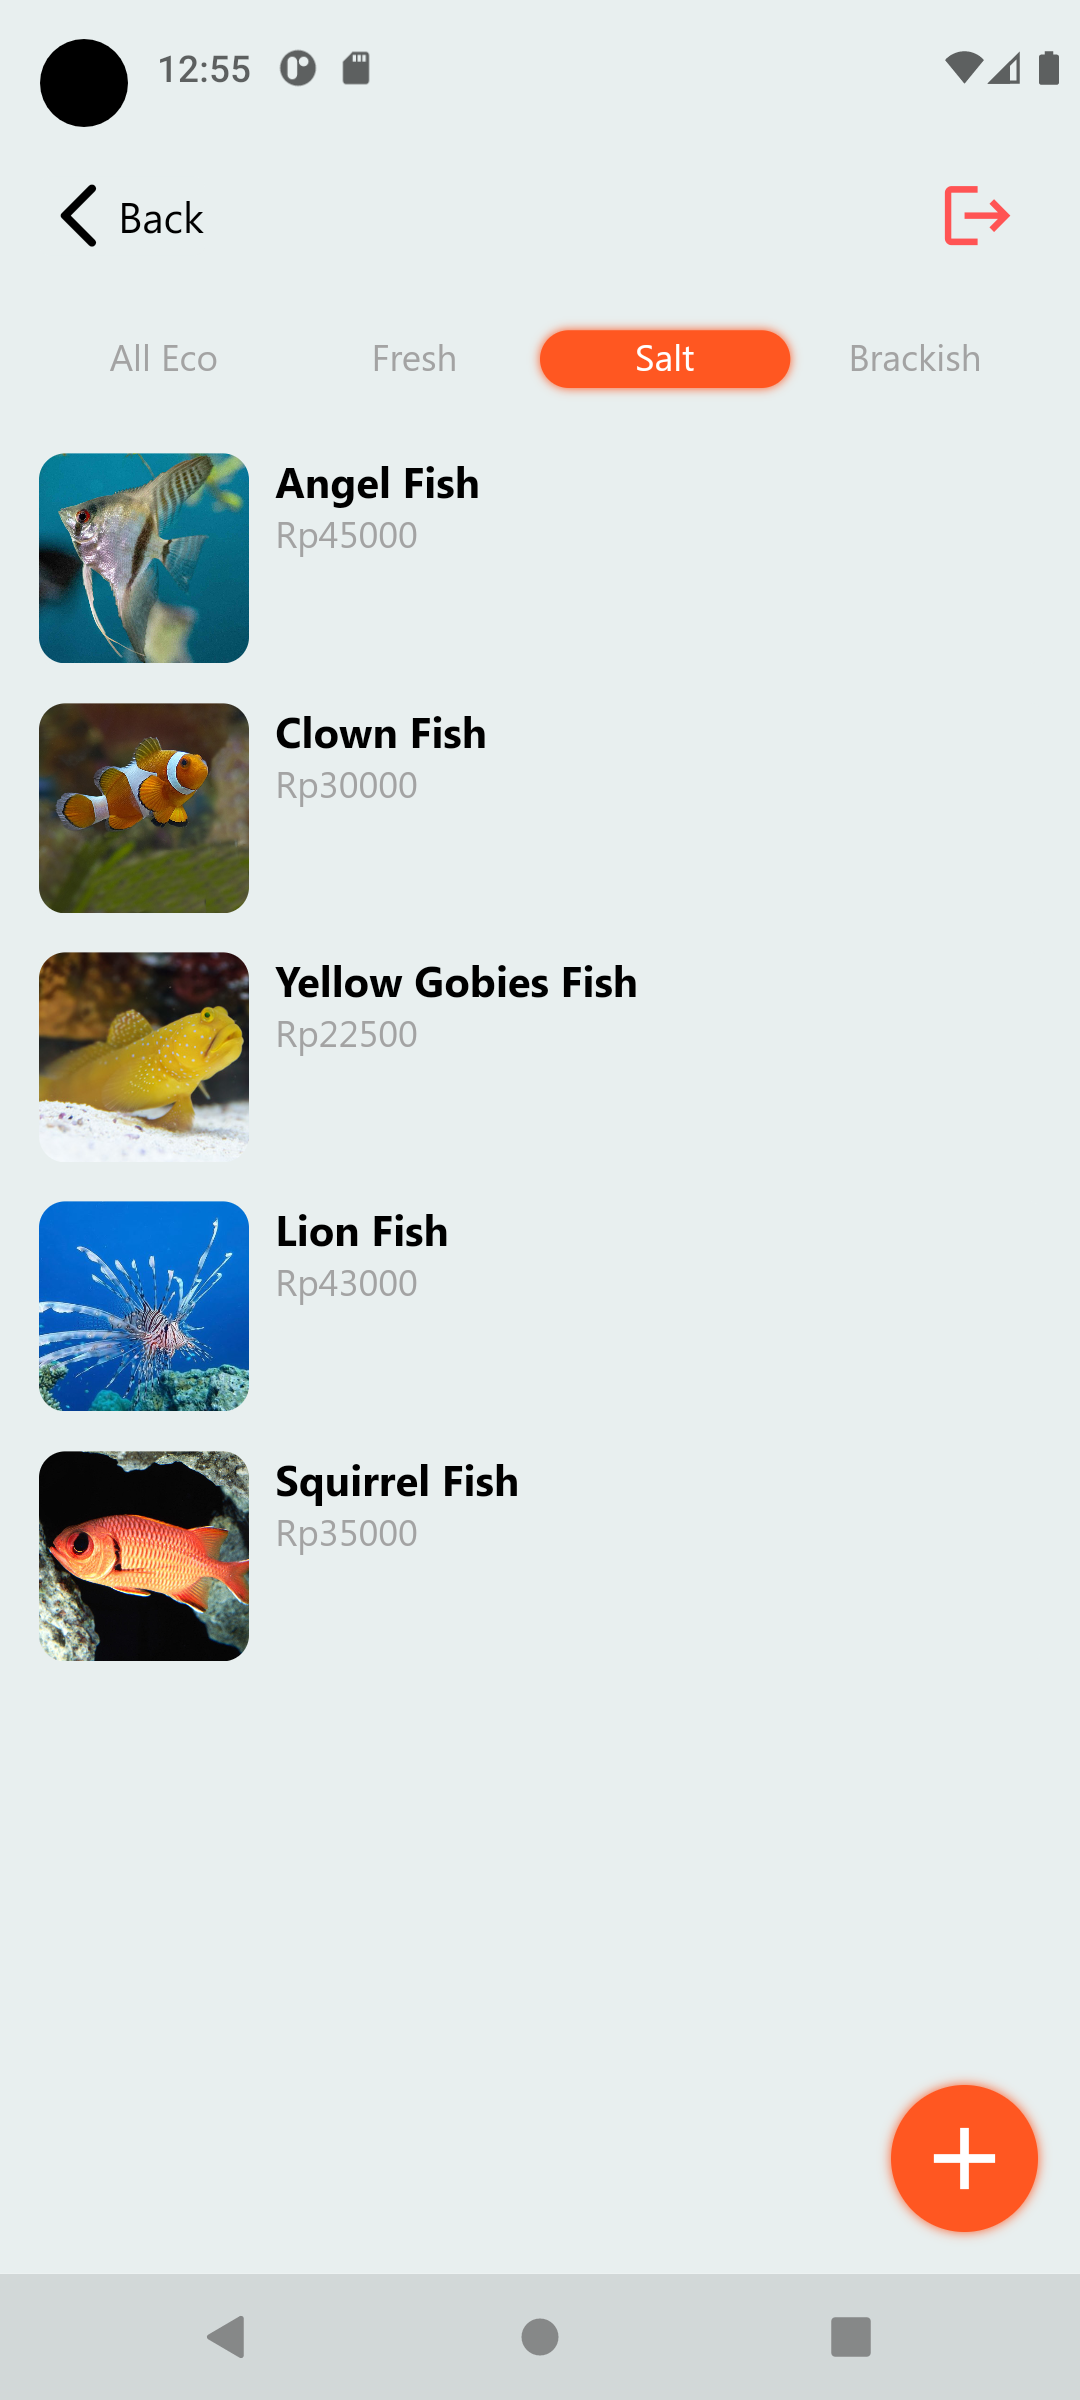 12:55
Back
All Eco
Fresh
Salt
Brackish
Angel Fish
Rp45000
Clown Fish
Rp30000
Yellow Gobies Fish
Rp22500
Lion Fish
Rp43000
Squirrel Fish
Rp35000